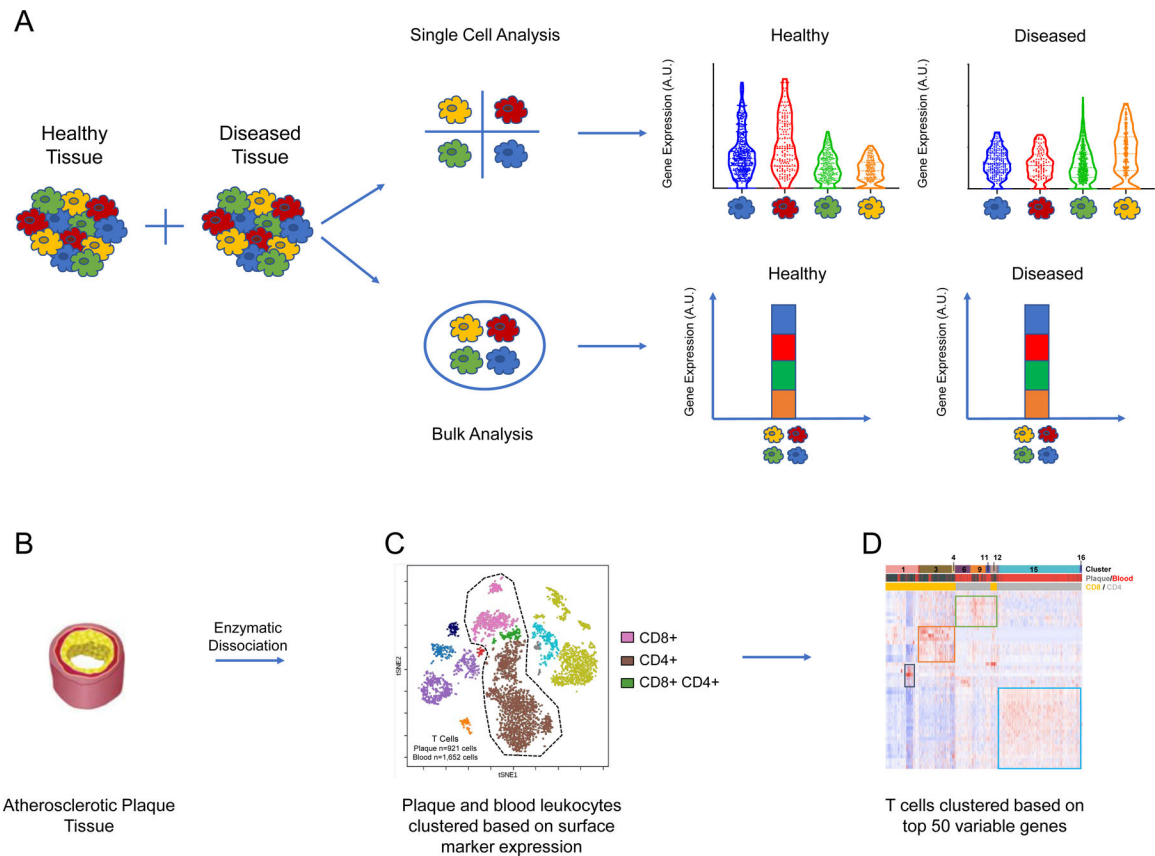 A
Single Cell Analysis
Healthy
Diseased
Healthy
Tissue
Diseased
Tissue
Gene Expression (A.U.)
Gene Expression (A.U.)
Healthy
Diseased
Gene Expression (A.U.)
Gene Expression (A.U.)
Bulk Analysis
B
Enzymatic
Dissociation
Atherosclerotic Plaque
Tissue
C
tSNE2
tSNE1
T Cells
Plaque n=921 cells
Blood n=1,652 cells
CD8+
CD4+
CD8+ CD4+
Plaque and blood leukocytes
clustered based on surface
marker expression
D
4 11 12 16
1 3 6 9 15 Cluster
Plaque/Blood
CD8 / CD4
T cells clustered based on
top 50 variable genes